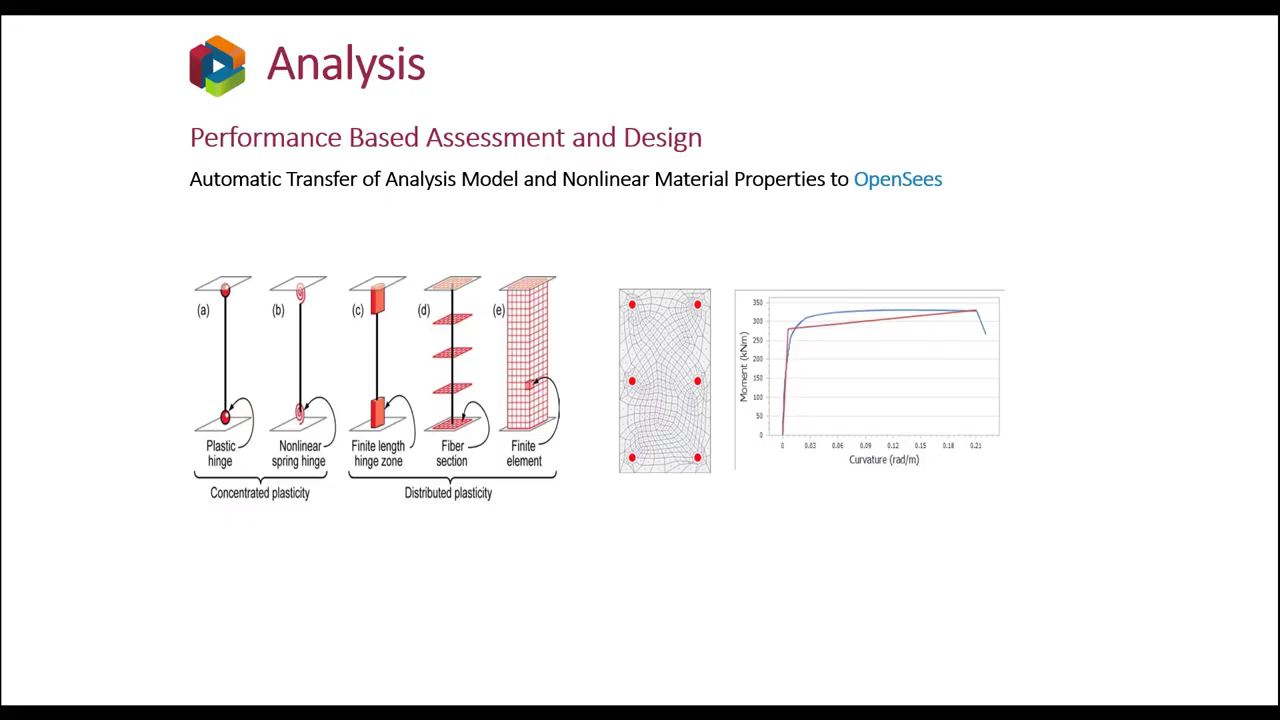 Analysis
Performance Based Assessment and Design
Automatic Transfer of Analysis Model and Nonlinear Material Properties to OpenSees
(a)
(b)
(c)
(d)
(e)
Plastic
hinge
Nonlinear
spring hinge
Finite length
hinge zone
Fiber
section
Finite
element
Concentrated plasticity
Distributed plasticity
Moment (kNm)
350
300
250
200
150
100
50
0
0
0.03
0.06
0.09
0.12
0.15
0.18
0.21
Curvature (rad/m)